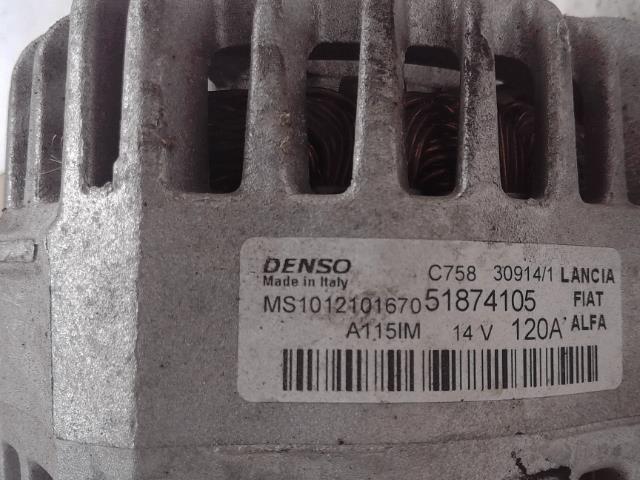 DENSO C758 30914/1 LANCIA
Made in Italy
MS1012101670 51874105 FIAT
A115IM 14 V 120A ALFA